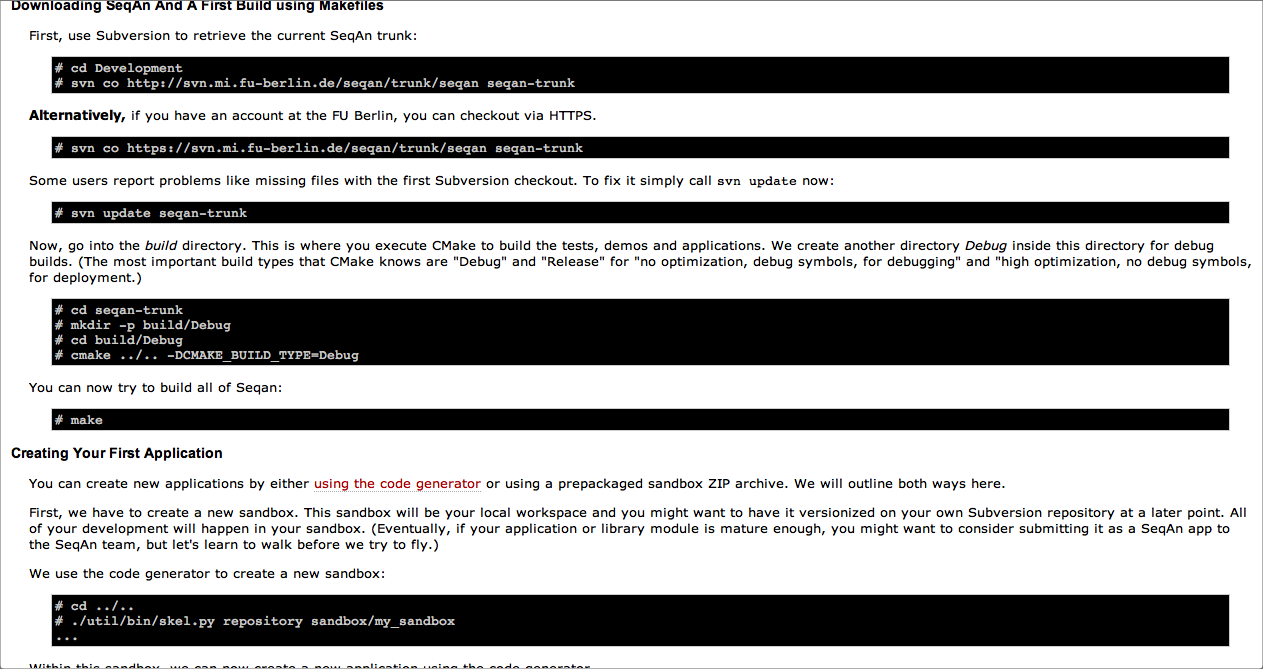 Downloading SeqAn And A First Build using Makefiles
First, use Subversion to retrieve the current SeqAn trunk:
# cd Development
# svn co http://svn.mi.fu-berlin.de/seqan/trunk/seqan seqan-trunk
Alternatively, if you have an account at the FU Berlin, you can checkout via HTTPS.
# svn co https://svn.mi.fu-berlin.de/seqan/trunk/seqan seqan-trunk
Some users report problems like missing files with the first Subversion checkout. To fix it simply call svn update now:
# svn update seqan-trunk
Now, go into the build directory. This is where you execute CMake to build the tests, demos and applications. We create another directory Debug inside this directory for debug
builds. (The most important build types that CMake knows are "Debug" and "Release" for "no optimization, debug symbols, for debugging" and "high optimization, no debug symbols,
for deployment.)
# cd seqan-trunk
# mkdir -p build/Debug
# cd build/Debug
# cmake ../.. -DCMAKE_BUILD_TYPE=Debug
You can now try to build all of Seqan:
# make
Creating Your First Application
You can create new applications by either using the code generator or using a prepackaged sandbox ZIP archive. We will outline both ways here.
First, we have to create a new sandbox. This sandbox will be your local workspace and you might want to have it versionized on your own Subversion repository at a later point. All
of your development will happen in your sandbox. (Eventually, if your application or library module is mature enough, you might want to consider submitting it as a SeqAn app to
the SeqAn team, but let's learn to walk before we try to fly.)
We use the code generator to create a new sandbox:
# cd ../..
# ./util/bin/skel.py repository sandbox/my_sandbox
...
Within this sandbox, we can now create a new application using the code generator